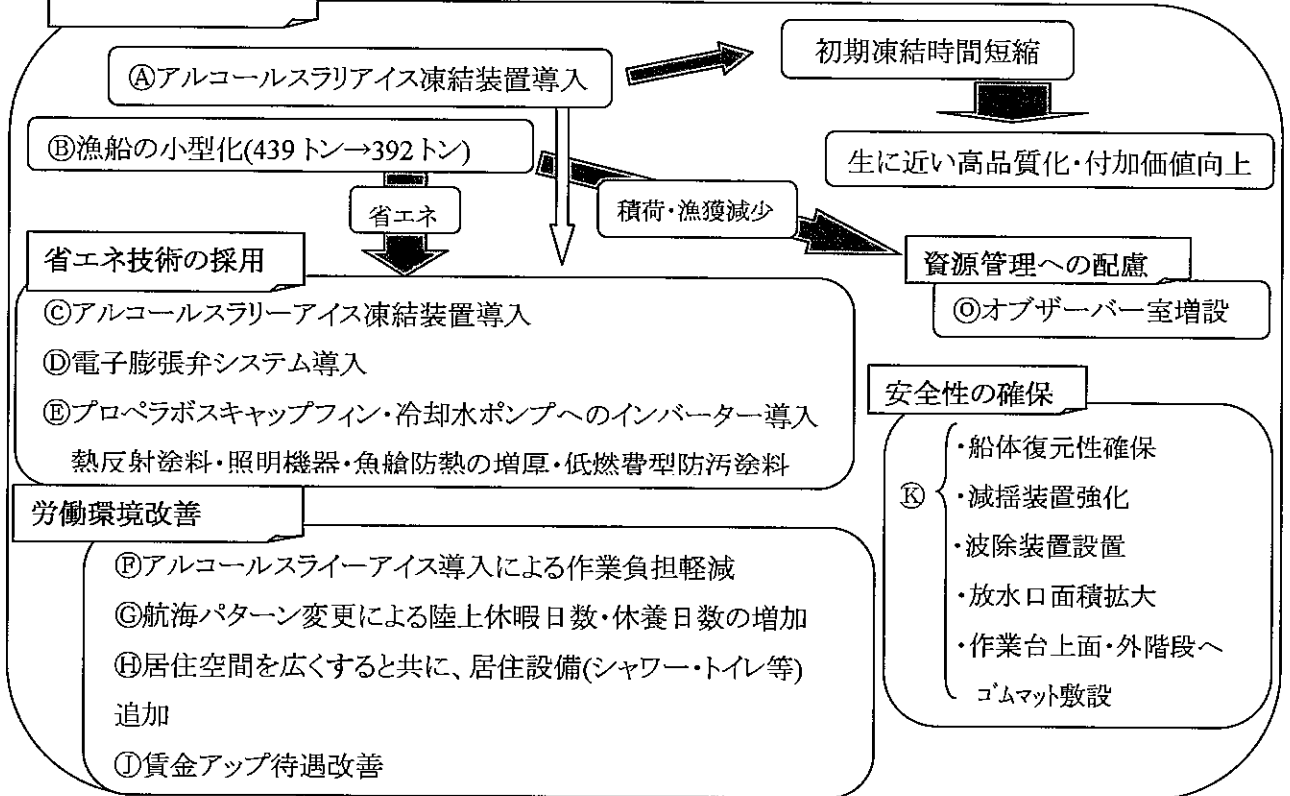 Ⓐアルコールスラリアイス凍結装置導入
初期凍結時間短縮
Ⓑ漁船の小型化(439トン→392トン)
生に近い高品質化・付加価値向上
省エネ
積荷・漁獲減少
省エネ技術の採用
資源管理への配慮
Ⓞオブザーバー室増設
Ⓒアルコールスラリーアイス凍結装置導入
Ⓓ電子膨張弁システム導入
Ⓔプロペラボスキャップフィン・冷却水ポンプへのインバーター導入
熱反射塗料・照明機器・魚艙防熱の増厚・低燃費型防汚塗料
安全性の確保
Ⓚ
・船体復元性確保
・減揺装置強化
・波除装置設置
・放水口面積拡大
・作業台上面・外階段へ
ゴムマット敷設
労働環境改善
Ⓕアルコールスライーアイス導入による作業負担軽減
Ⓖ航海パターン変更による陸上休暇日数・休養日数の増加
Ⓗ居住空間を広くすると共に、居住設備(シャワー・トイレ等)
追加
Ⓙ賃金アップ待遇改善